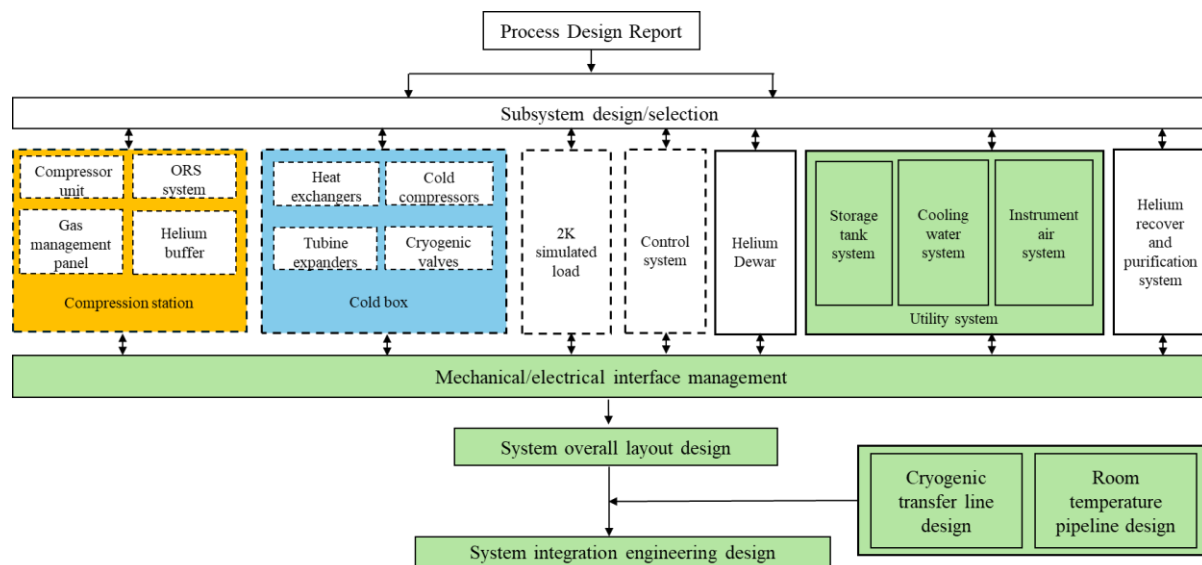 Process Design Report
Subsystem design/selection
Compressor
unit
ORS
system
Gas
management
panel
Helium
buffer
Compression station
Heat
exchangers
Cold
compressors
Tubine
expanders
Cryogenic
valves
Cold box
2K
simulated
load
Control
system
Helium
Dewar
Storage
tank
system
Cooling
water
system
Instrument
air system
Utility system
Helium
recover
and
purification
system
Mechanical/electrical interface management
System overall layout design
Cryogenic
transfer line
design
Room
temperature
pipeline design
System integration engineering design